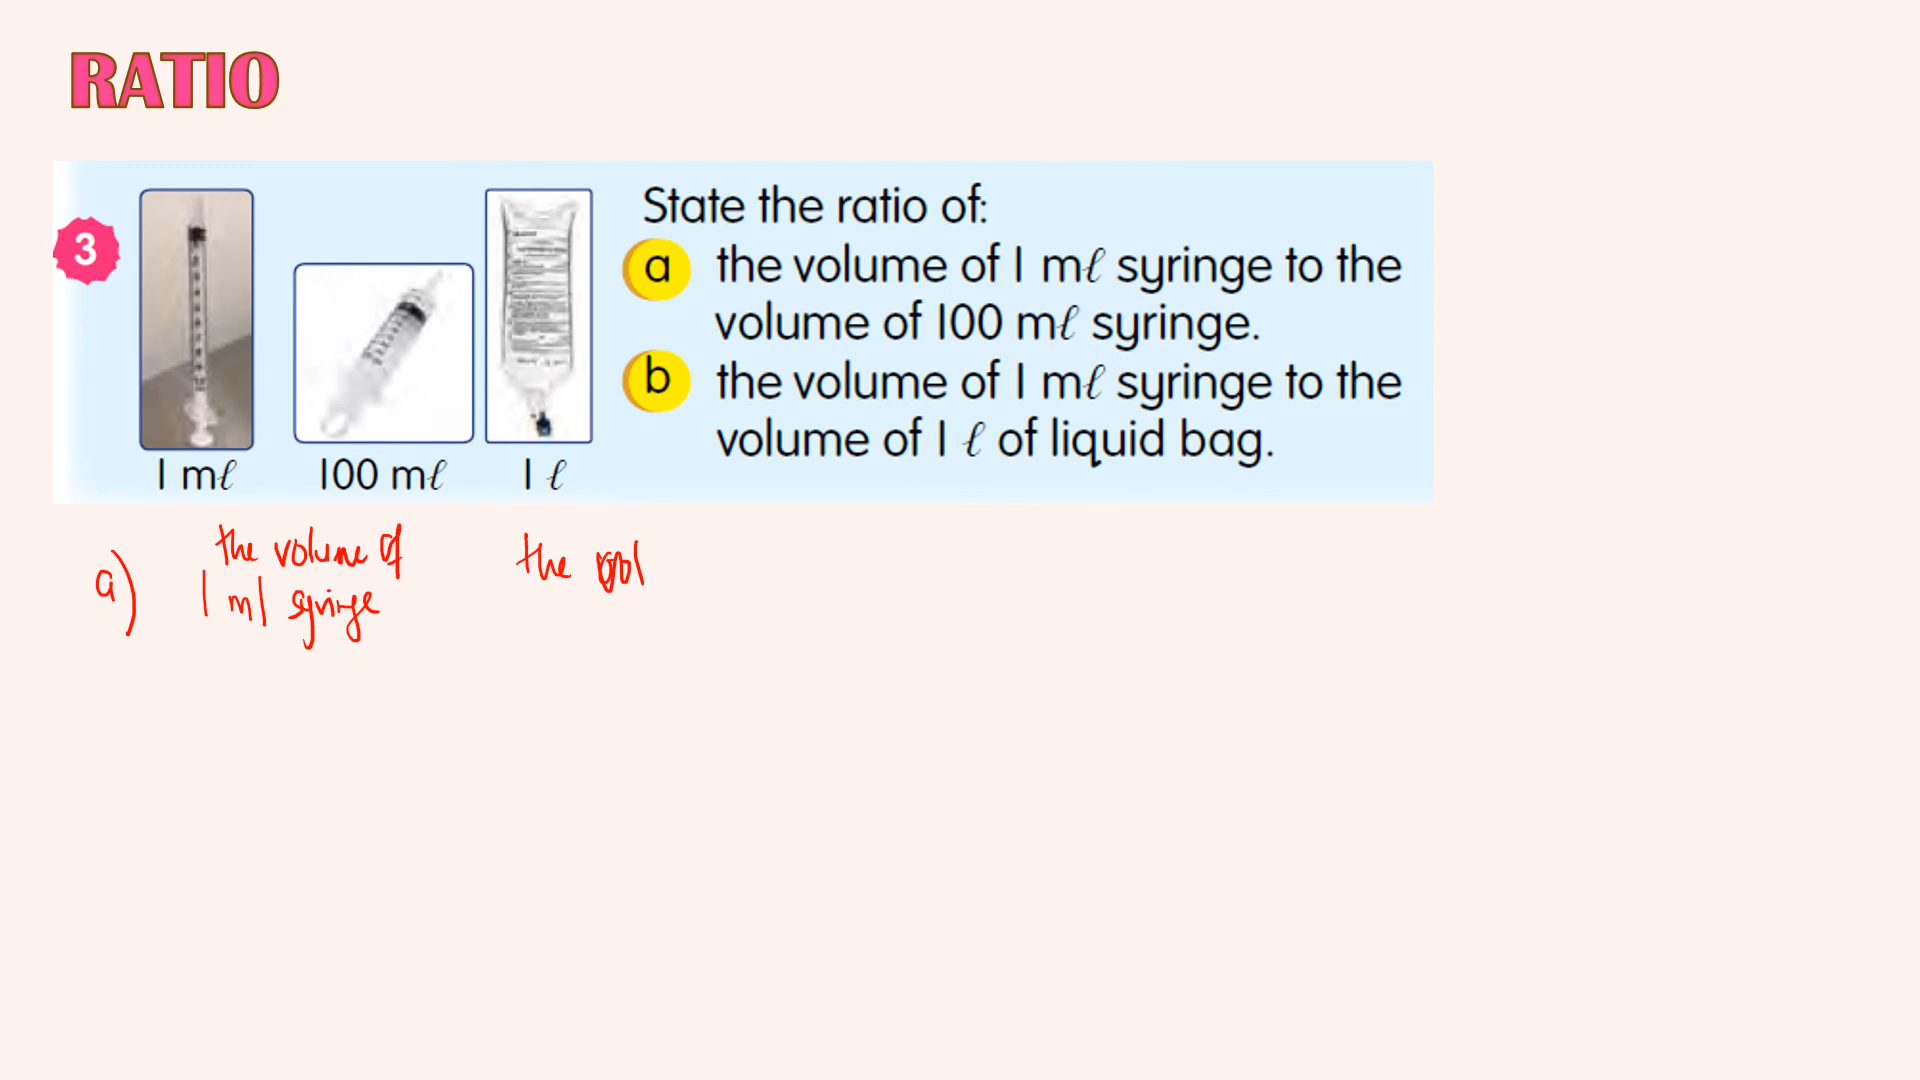 RATIO
3
State the ratio of:
a the volume of 1 mℓ syringe to the
volume of 100 mℓ syringe.
b the volume of 1 mℓ syringe to the
volume of 1 ℓ of liquid bag.
1 mℓ 100 mℓ 1 ℓ
a) the volume of
1 ml syringe
the vol